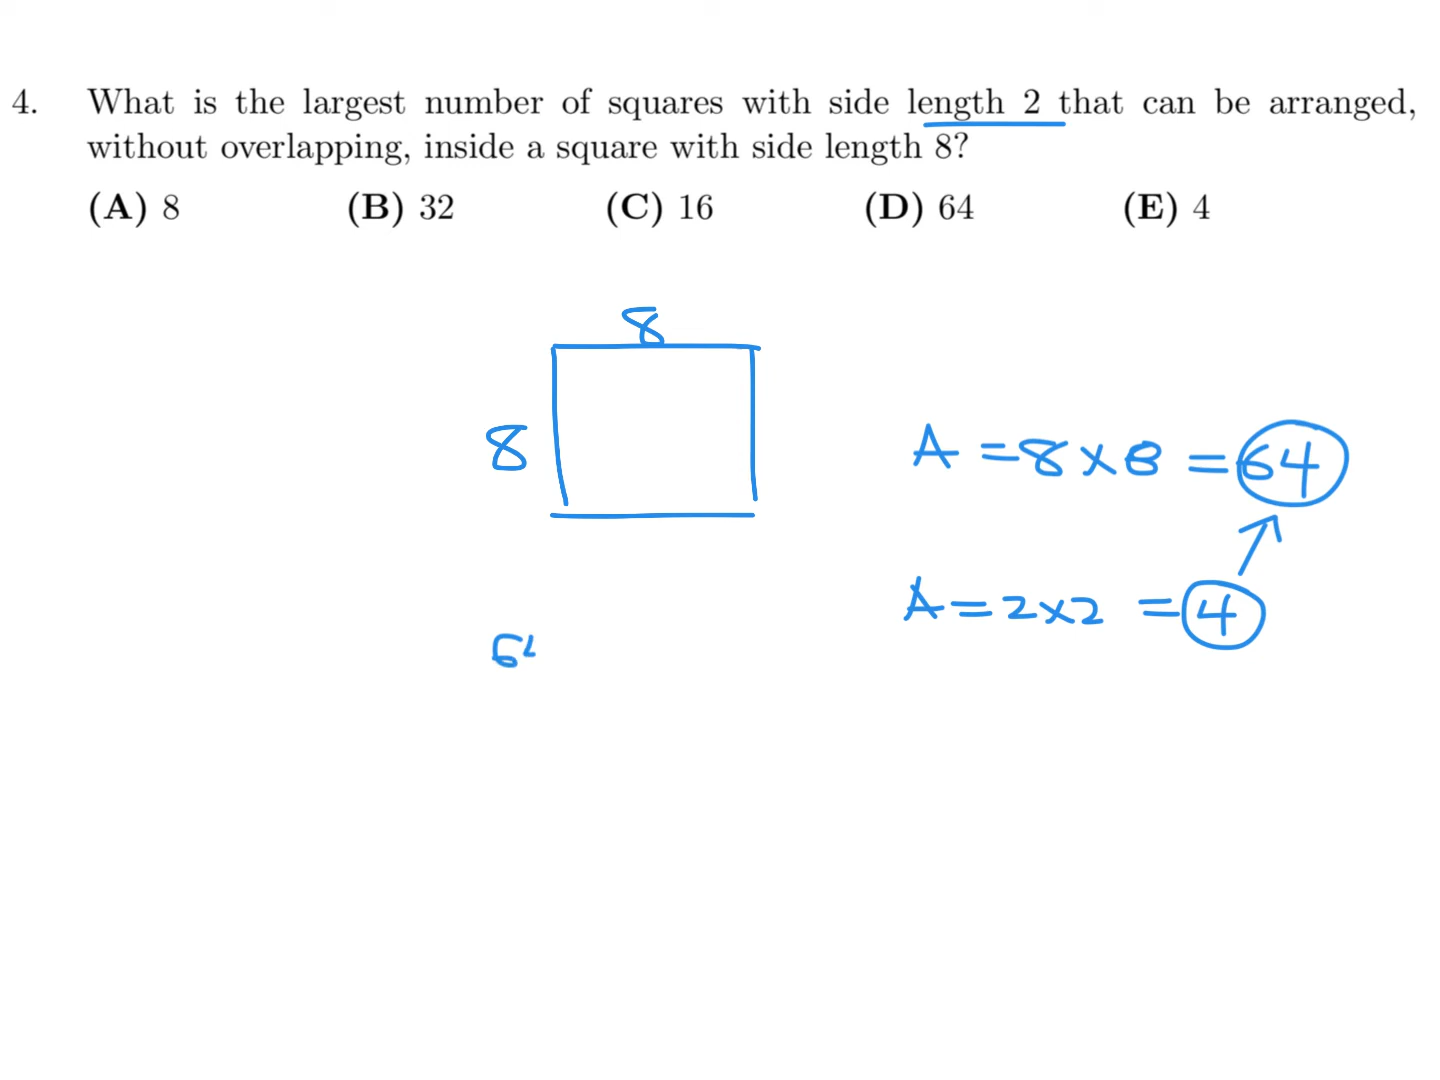 4. What is the largest number of squares with side length 2 that can be arranged,
without overlapping, inside a square with side length 8?
(A) 8 (B) 32 (C) 16 (D) 64 (E) 4
8
8
A = 8 × 8 = 64
A = 2 × 2 = 4